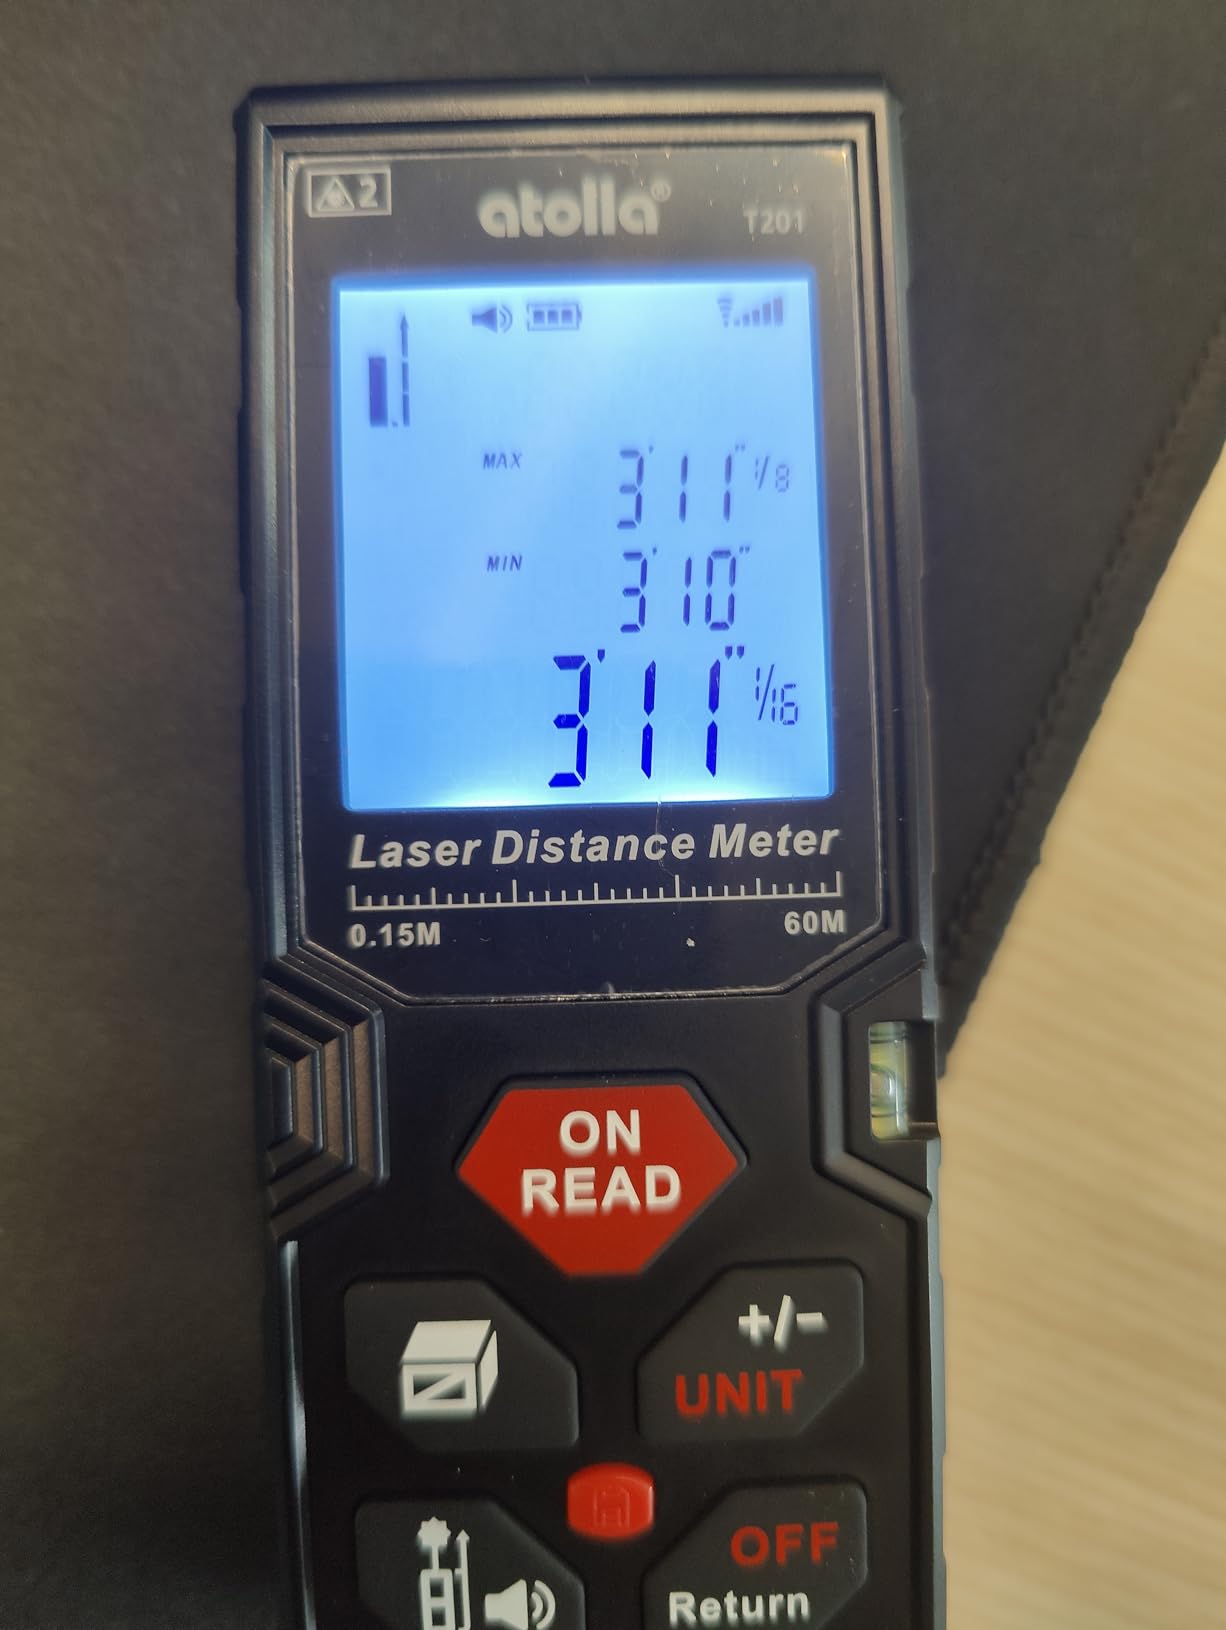 2
atolla®
T201
MAX 3'11" 1/8
MIN 3'10"
3'11" 1/16
Laser Distance Meter
0.15M 60M
ON
READ
+/-
UNIT
OFF
Return